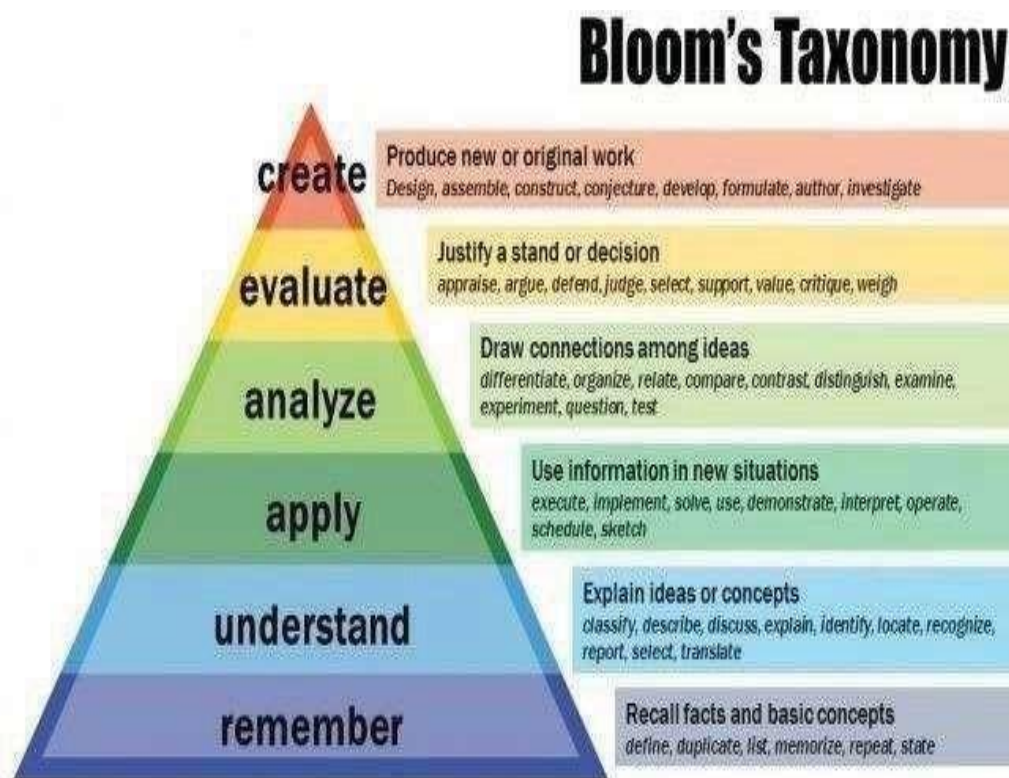 Bloom's Taxonomy
create
Produce new or original work
Design, assemble, construct, conjecture, develop, formulate, author, investigate
evaluate
Justify a stand or decision
appraise, argue, defend, judge, select, support, value, critique, weigh
analyze
Draw connections among ideas
differentiate, organize, relate, compare, contrast, distinguish, examine,
experiment, question, test
apply
Use information in new situations
execute, implement, solve, use, demonstrate, interpret, operate,
schedule, sketch
understand
Explain ideas or concepts
classify, describe, discuss, explain, identify, locate, recognize,
report, select, translate
remember
Recall facts and basic concepts
define, duplicate, list, memorize, repeat, state